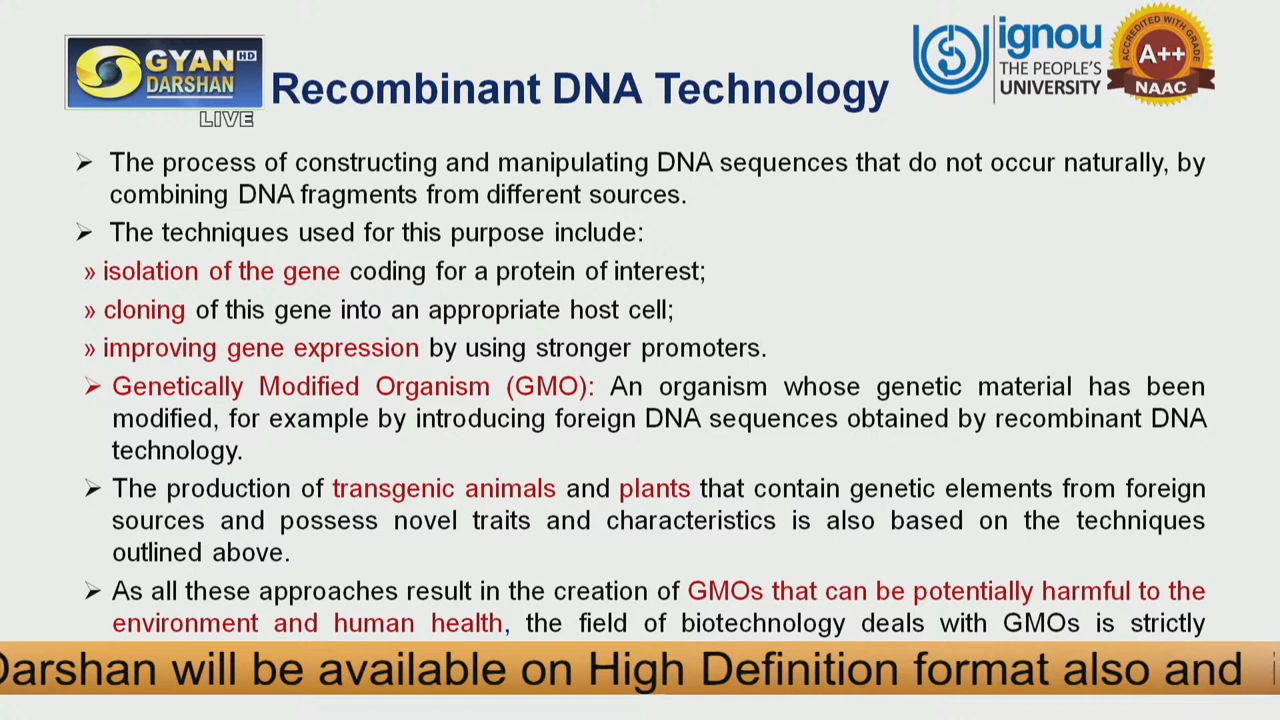 GYAN HD
DARSHAN
LIVE
Recombinant DNA Technology
ignou
THE PEOPLE'S
UNIVERSITY
ACCREDITED WITH GRADE
A++
NAAC
➢ The process of constructing and manipulating DNA sequences that do not occur naturally, by
combining DNA fragments from different sources.
➢ The techniques used for this purpose include:
» isolation of the gene coding for a protein of interest;
» cloning of this gene into an appropriate host cell;
» improving gene expression by using stronger promoters.
➢ Genetically Modified Organism (GMO): An organism whose genetic material has been
modified, for example by introducing foreign DNA sequences obtained by recombinant DNA
technology.
➢ The production of transgenic animals and plants that contain genetic elements from foreign
sources and possess novel traits and characteristics is also based on the techniques
outlined above.
➢ As all these approaches result in the creation of GMOs that can be potentially harmful to the
environment and human health, the field of biotechnology deals with GMOs is strictly
Darshan will be available on High Definition format also and